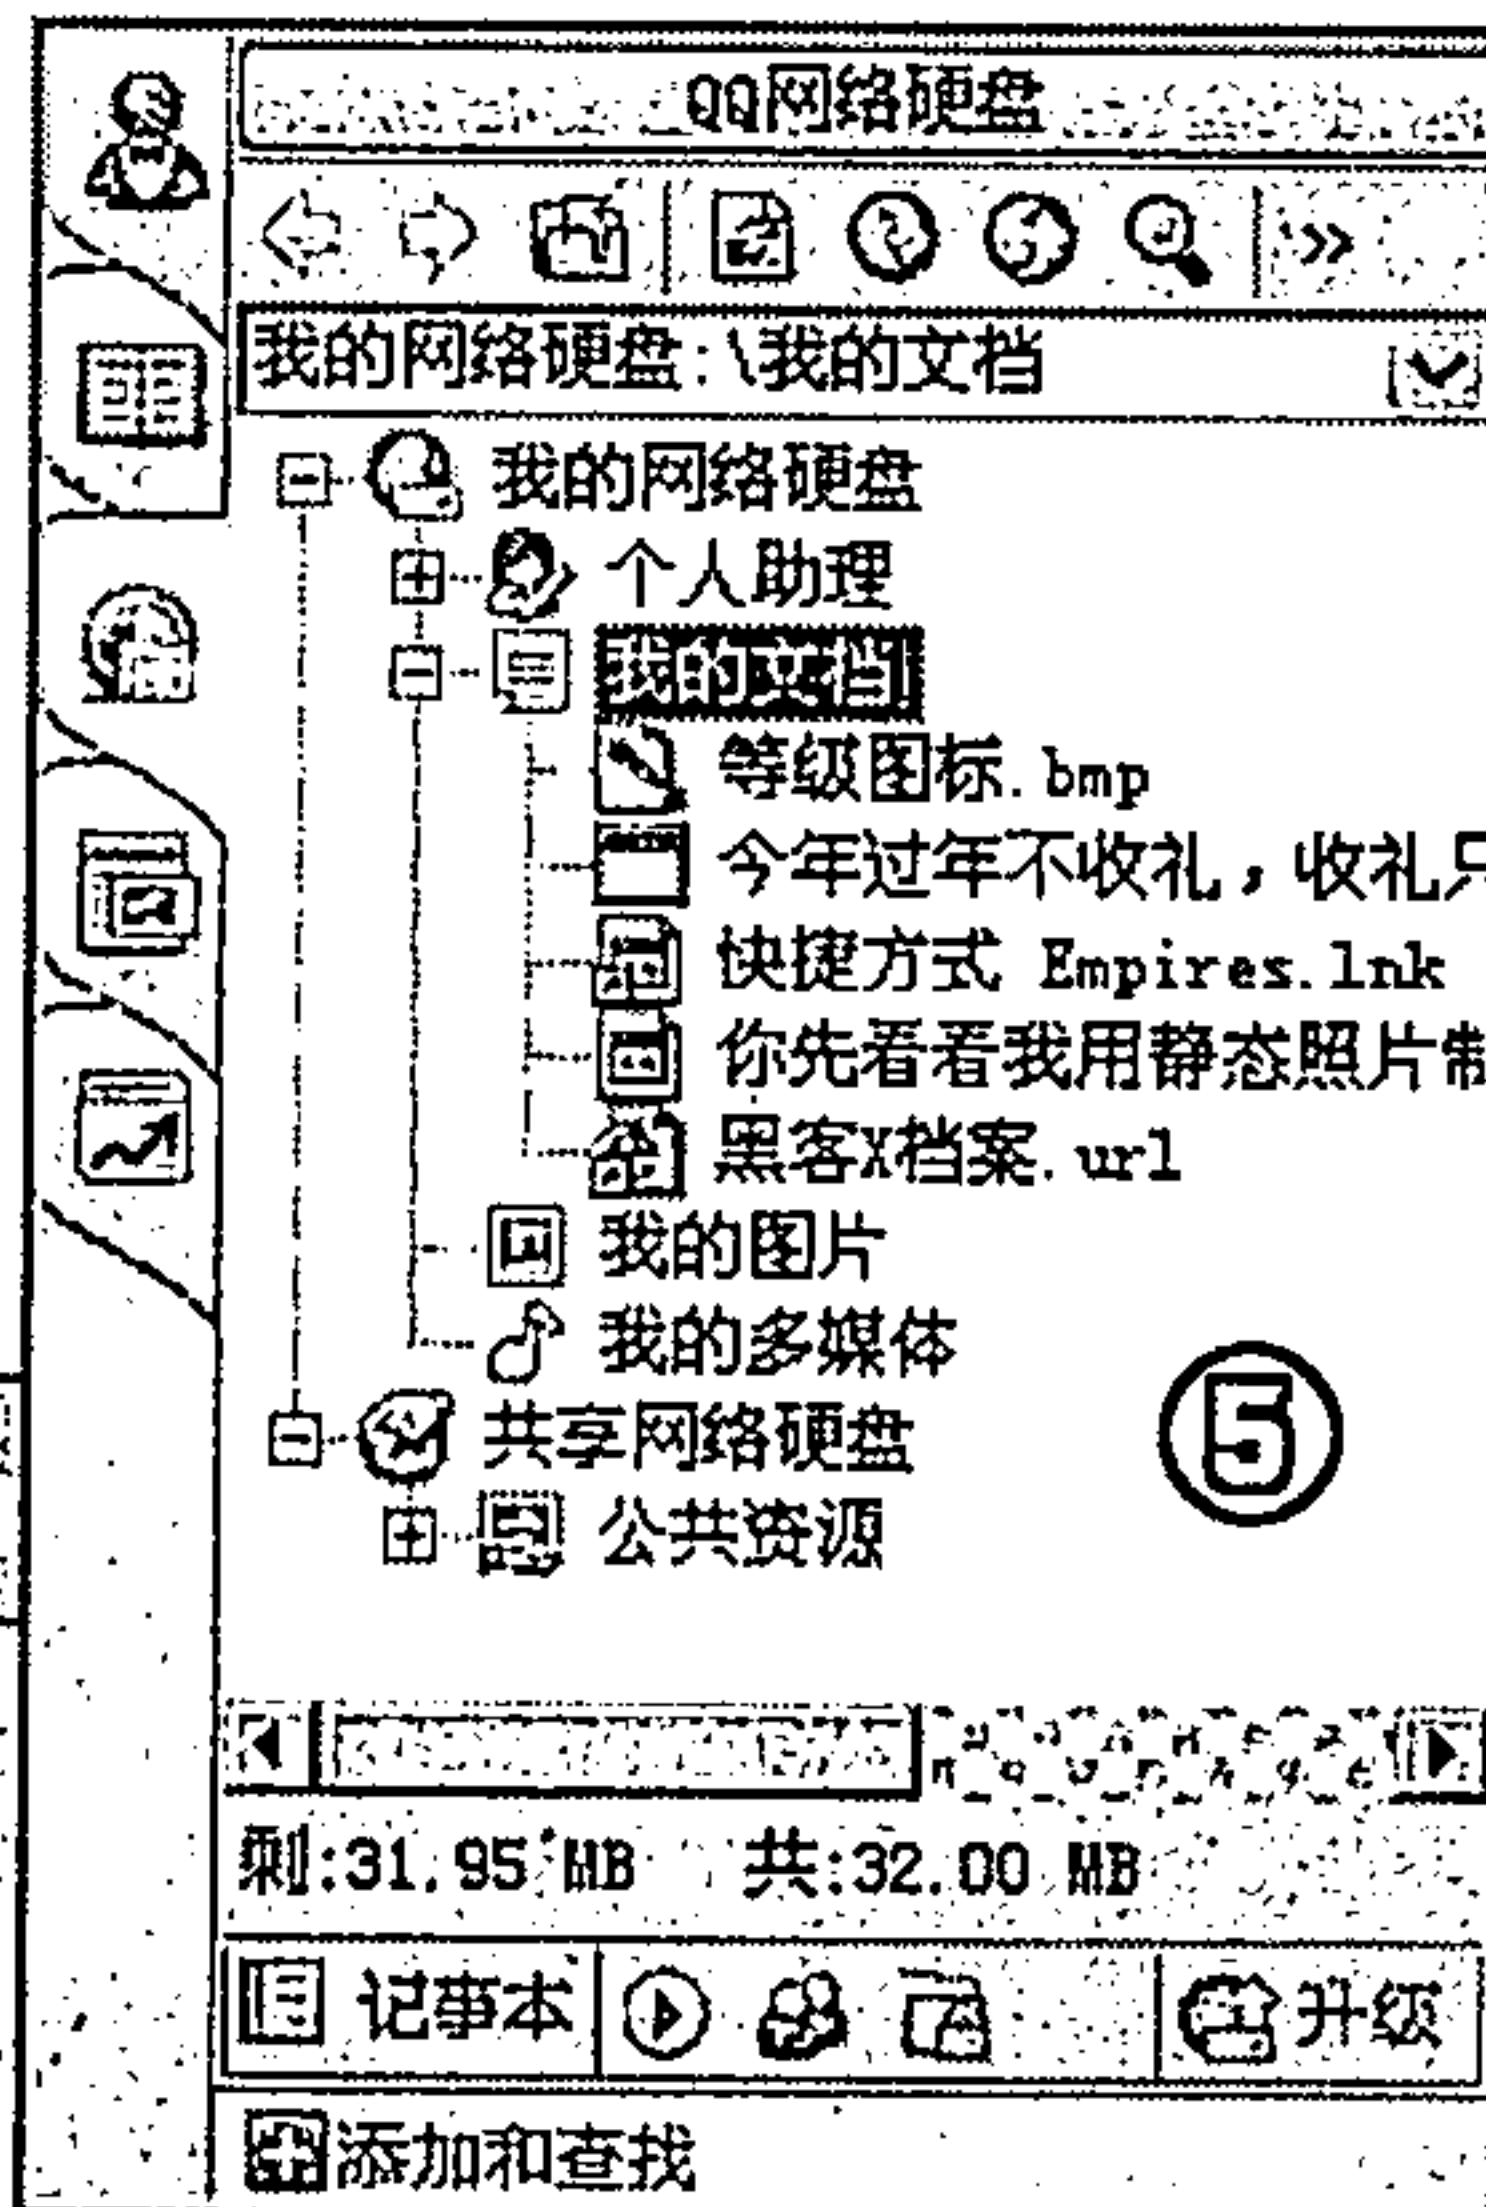 QQ网络硬盘
我的网络硬盘:\我的文档
我的网络硬盘
个人助理
我的文档
等级图标.bmp
今年过年不收礼，收礼只
快捷方式 Empires.lnk
你先看看我用静态照片制
黑客X档案.url
我的图片
我的多媒体
共享网络硬盘
公共资源
5
剩:31.95 MB 共:32.00 MB
记事本 升级
添加和查找